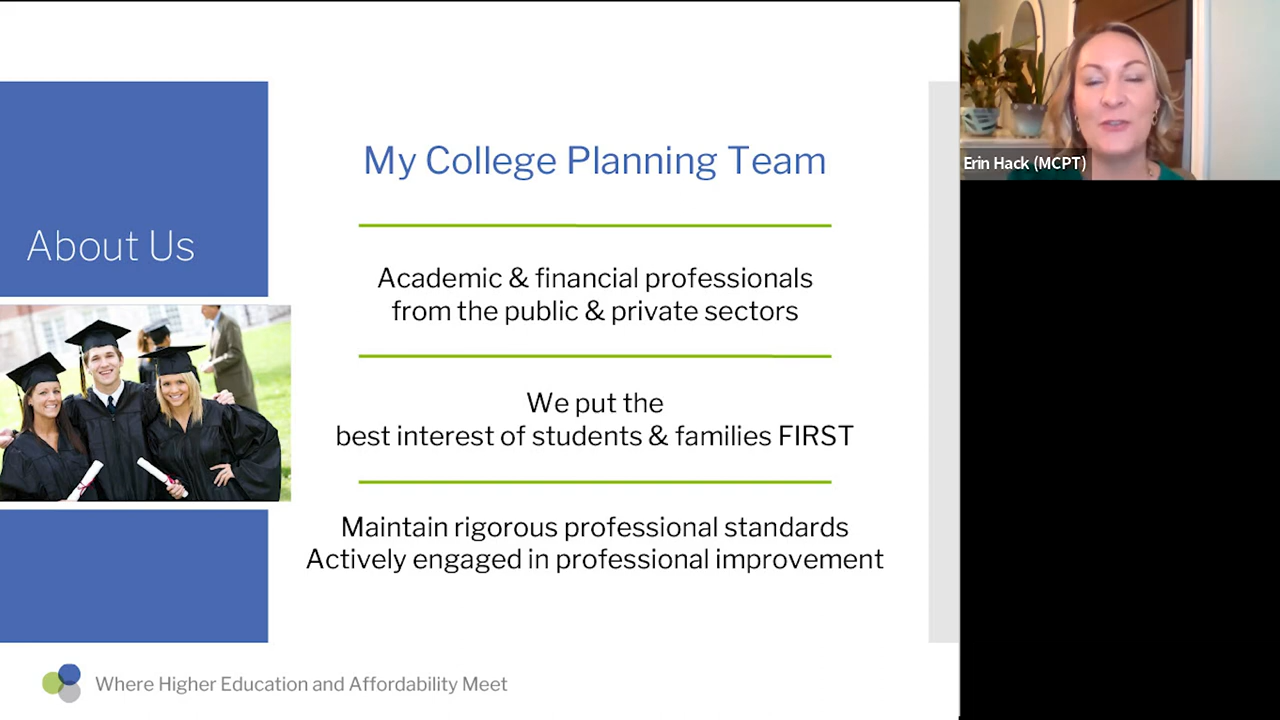 About Us
My College Planning Team
Academic & financial professionals
from the public & private sectors
We put the
best interest of students & families FIRST
Maintain rigorous professional standards
Actively engaged in professional improvement
Where Higher Education and Affordability Meet
Erin Hack (MCPT)